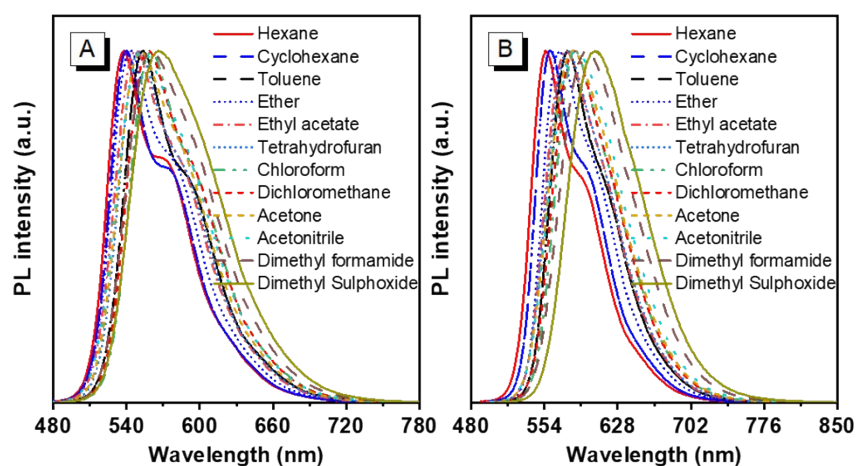 A
Hexane
Cyclohexane
Toluene
Ether
Ethyl acetate
Tetrahydrofuran
Chloroform
Dichloromethane
Acetone
Acetonitrile
Dimethyl formamide
Dimethyl Sulphoxide
PL intensity (a.u.)
480 540 600 660 720 780
Wavelength (nm)
B
Hexane
Cyclohexane
Toluene
Ether
Ethyl acetate
Tetrahydrofuran
Chloroform
Dichloromethane
Acetone
Acetonitrile
Dimethyl formamide
Dimethyl Sulphoxide
PL intensity (a.u.)
480 554 628 702 776 850
Wavelength (nm)